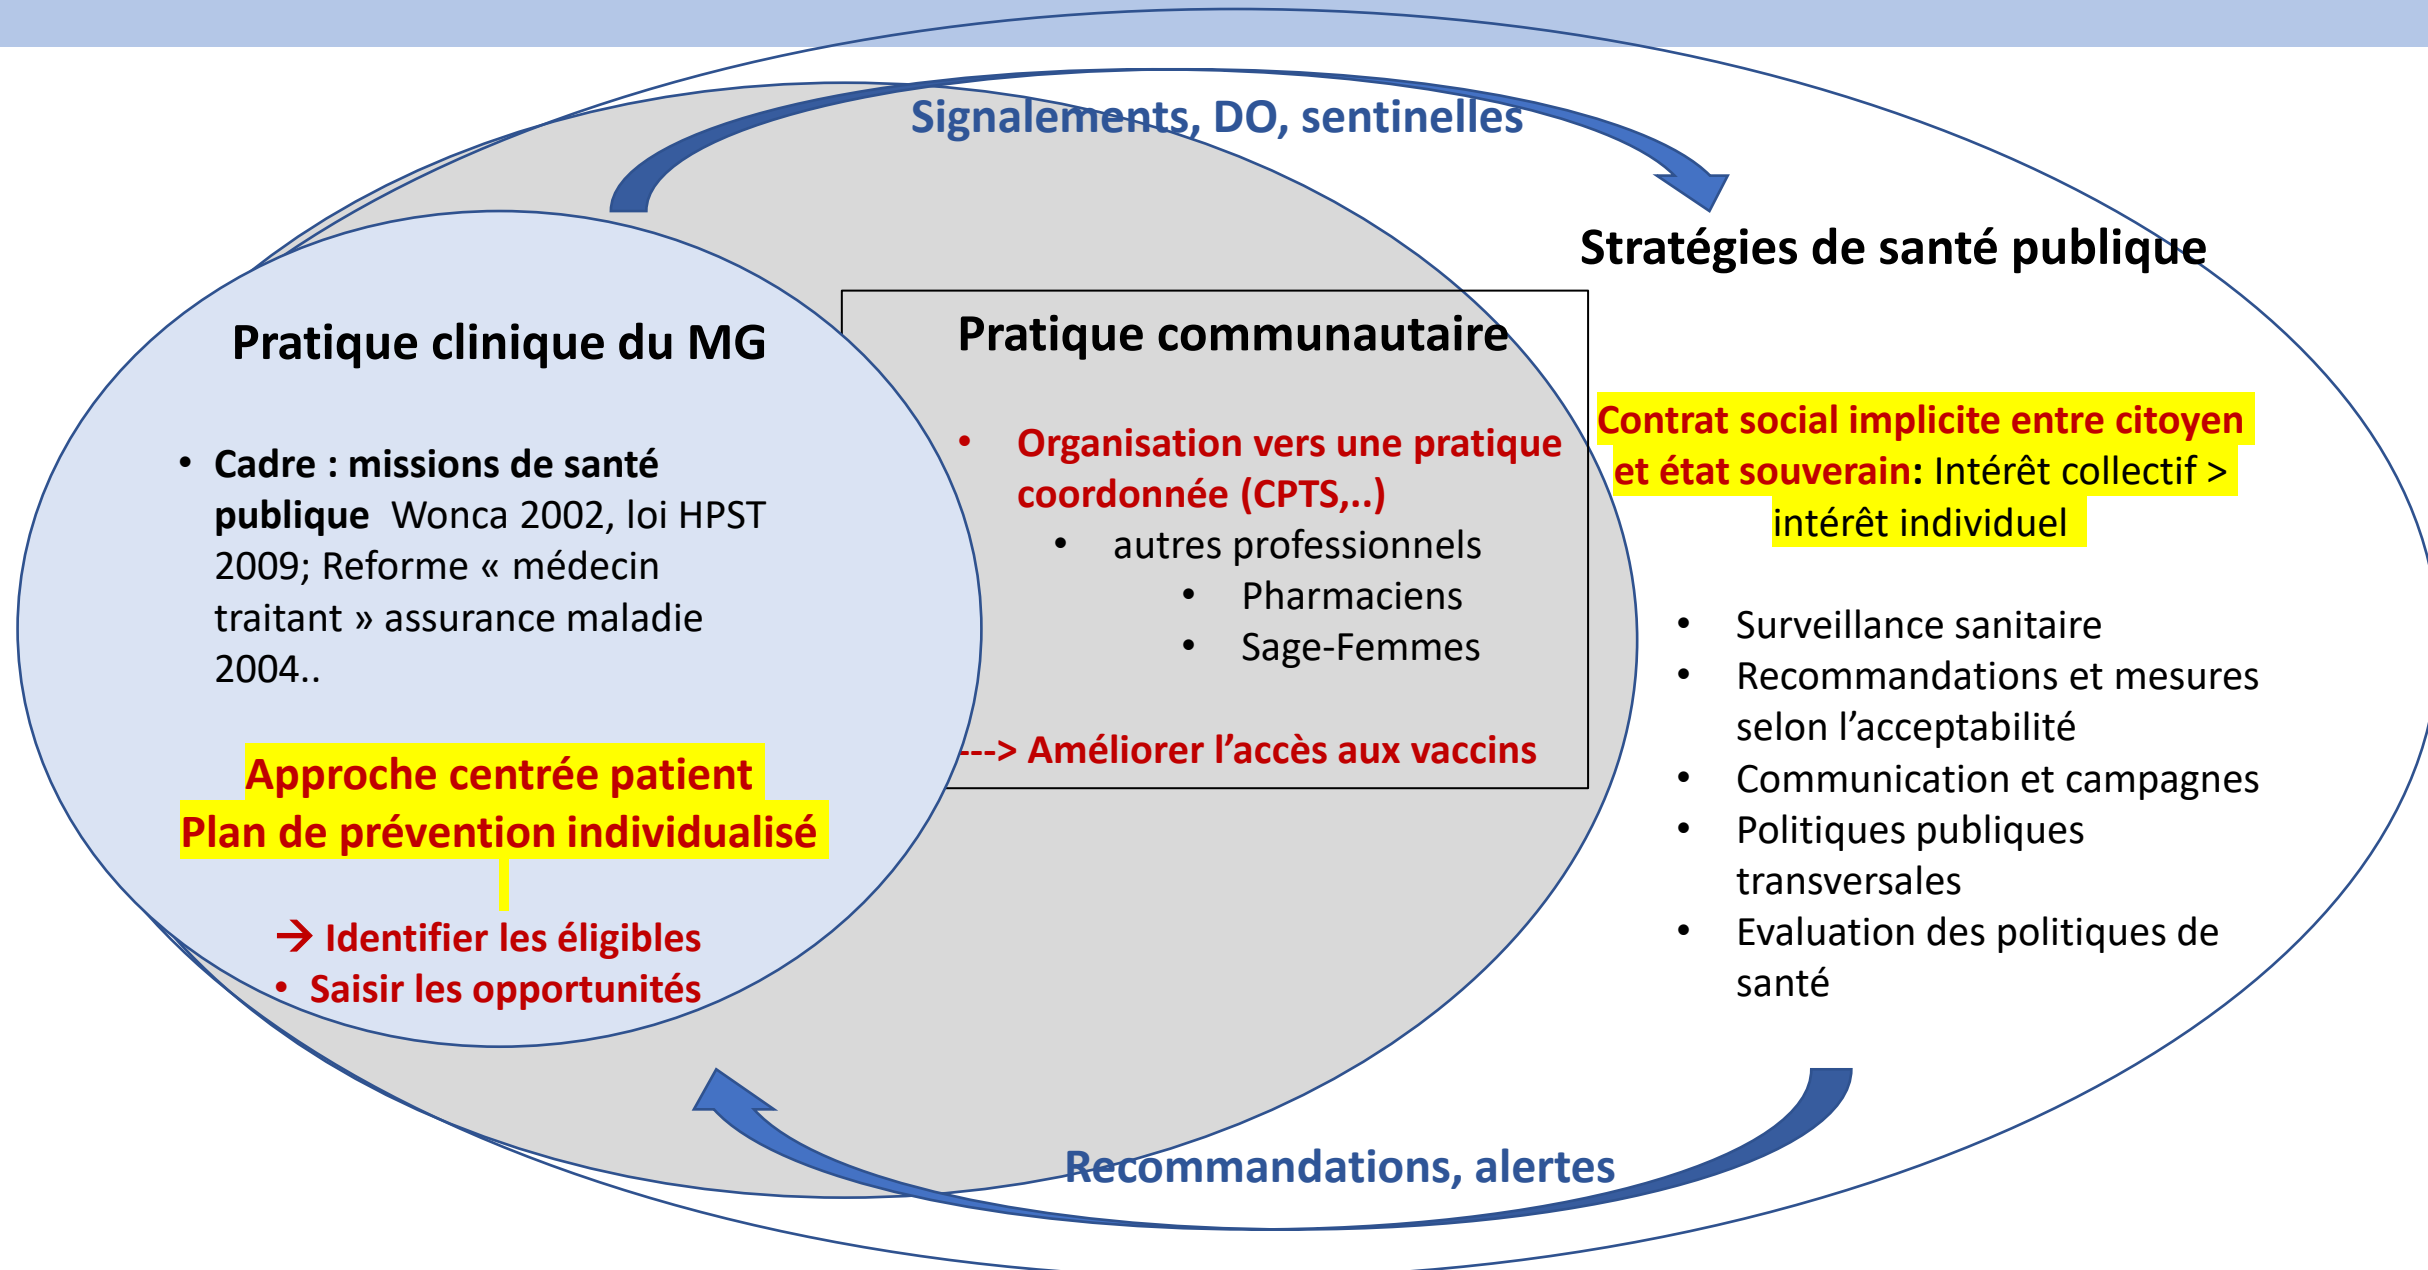 Signalements, DO, sentinelles
Stratégies de santé publique
Pratique clinique du MG
• Cadre : missions de santé
publique Wonca 2002, loi HPST
2009; Reforme « médecin
traitant » assurance maladie
2004..
Approche centrée patient
Plan de prévention individualisé
→ Identifier les éligibles
• Saisir les opportunités
Pratique communautaire
• Organisation vers une pratique
coordonnée (CPTS,..)
• autres professionnels
• Pharmaciens
• Sage-Femmes
---> Améliorer l’accès aux vaccins
Contrat social implicite entre citoyen
et état souverain: Intérêt collectif >
intérêt individuel
• Surveillance sanitaire
• Recommandations et mesures
selon l’acceptabilité
• Communication et campagnes
• Politiques publiques
transversales
• Evaluation des politiques de
santé
Recommandations, alertes